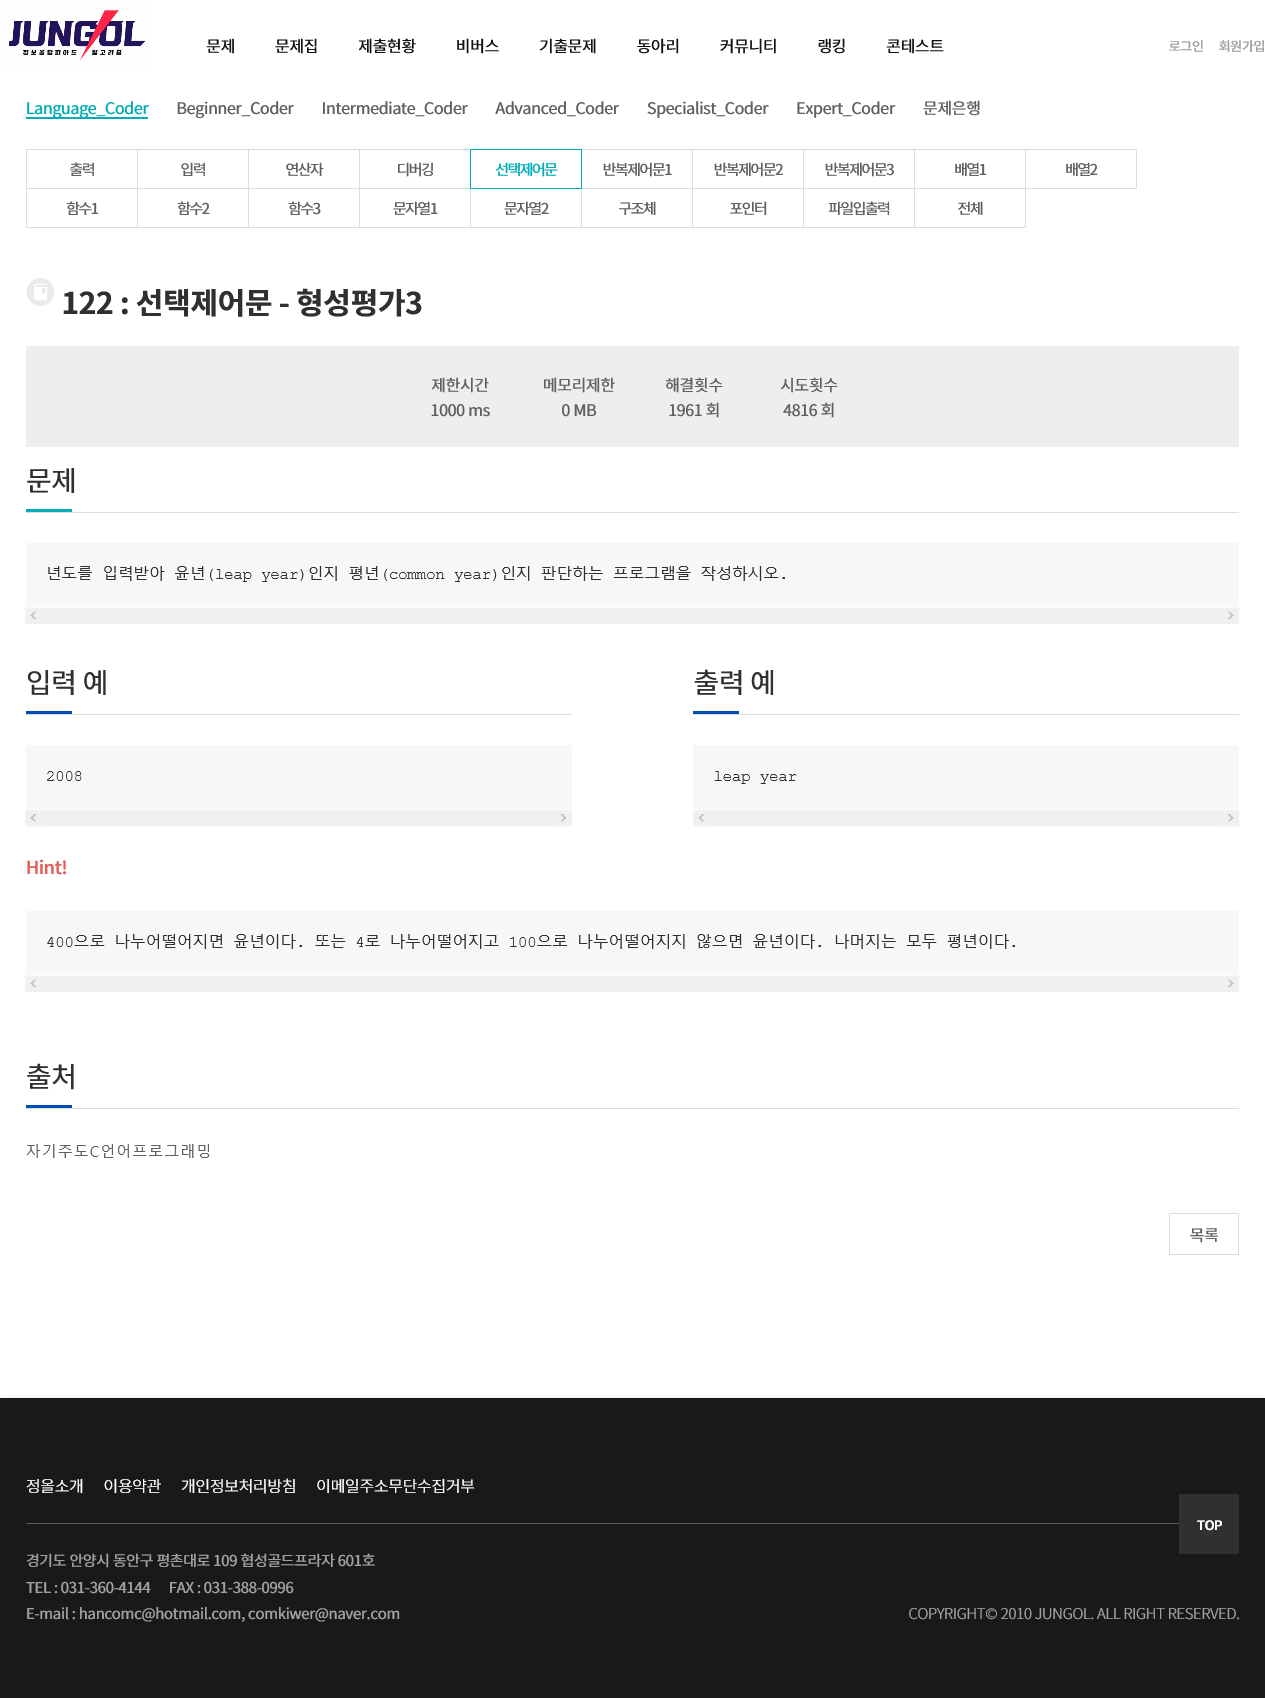 JUNGOL
정보올림피아드 알고리즘
문제 문제집 제출현황 비버스 기출문제 동아리 커뮤니티 랭킹 콘테스트 로그인 회원가입
Language_Coder Beginner_Coder Intermediate_Coder Advanced_Coder Specialist_Coder Expert_Coder 문제은행
출력 입력 연산자 디버깅 선택제어문 반복제어문1 반복제어문2 반복제어문3 배열1 배열2
함수1 함수2 함수3 문자열1 문자열2 구조체 포인터 파일입출력 전체
122 : 선택제어문 - 형성평가3
제한시간 메모리제한 해결횟수 시도횟수
1000 ms 0 MB 1961 회 4816 회
문제
년도를 입력받아 윤년(leap year)인지 평년(common year)인지 판단하는 프로그램을 작성하시오.
입력 예
2008
출력 예
leap year
Hint!
400으로 나누어떨어지면 윤년이다. 또는 4로 나누어떨어지고 100으로 나누어떨어지지 않으면 윤년이다. 나머지는 모두 평년이다.
출처
자기주도C언어프로그래밍
목록
정올소개 이용약관 개인정보처리방침 이메일주소무단수집거부
TOP
경기도 안양시 동안구 평촌대로 109 협성골드프라자 601호
TEL : 031-360-4144 FAX : 031-388-0996
E-mail : hancomc@hotmail.com, comkiwer@naver.com
COPYRIGHT© 2010 JUNGOL. ALL RIGHT RESERVED.